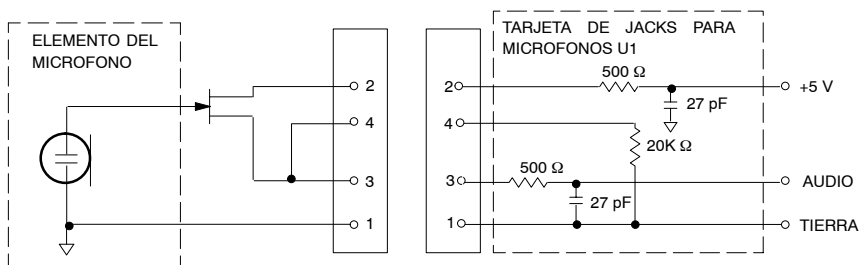 ELEMENTO DEL
MICROFONO
2
4
3
1
2
4
3
1
TARJETA DE JACKS PARA
MICROFONOS U1
500 Ω
27 pF
+5 V
20K Ω
500 Ω
27 pF
AUDIO
TIERRA